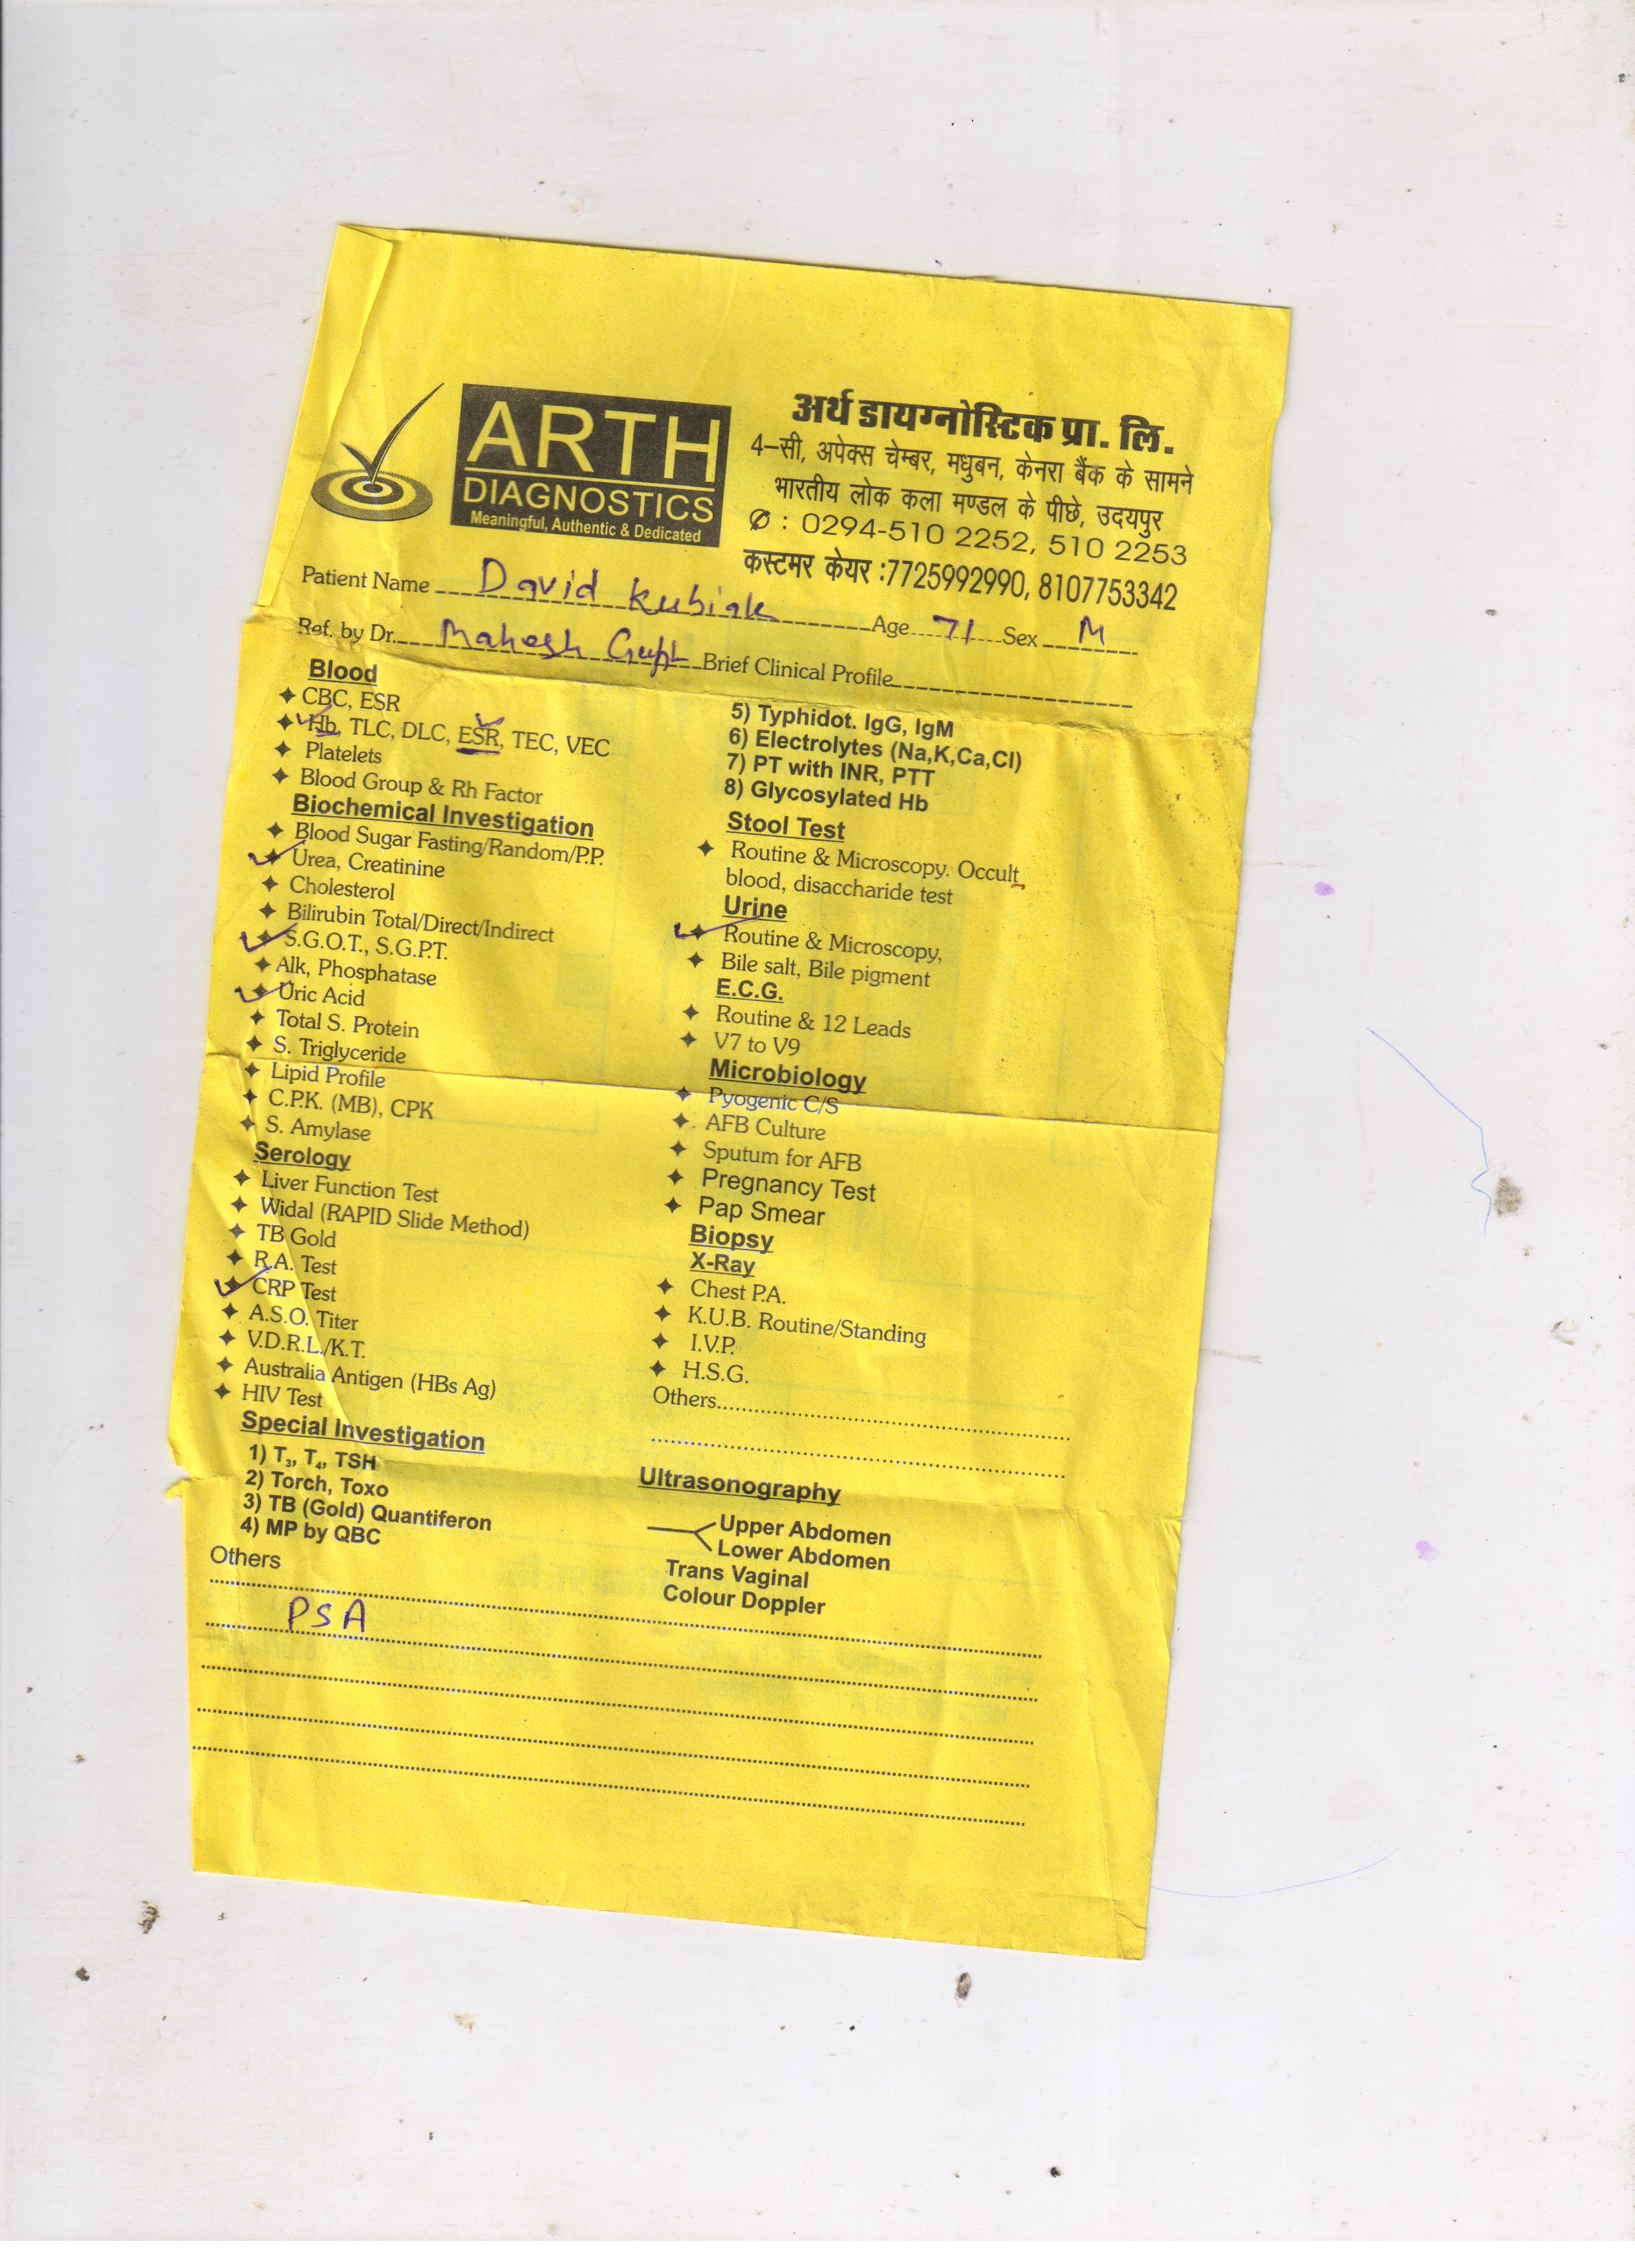 ARTH
DIAGNOSTICS
Meaningful, Authentic & Dedicated
अर्थ डायग्नोस्टिक प्रा. लि.
4-सी, अपेक्स चेम्बर, मधुबन, केनरा बैंक के सामने
भारतीय लोक कला मण्डल के पीछे, उदयपुर
✆ : 0294-510 2252, 510 2253
कस्टमर केयर :7725992990, 8107753342
Patient Name David Kubiak Age 71 Sex M
Ref. by Dr. Mahesh Brief Clinical Profile
Blood
CBC, ESR
Hb, TLC, DLC, ESR, TEC, VEC
Platelets
Blood Group & Rh Factor
Biochemical Investigation
Blood Sugar Fasting/Random/P.P.
Urea, Creatinine
Cholesterol
Bilirubin Total/Direct/Indirect
S.G.O.T., S.G.P.T.
Alk, Phosphatase
Uric Acid
Total S. Protein
S. Triglyceride
Lipid Profile
C.P.K. (MB), CPK
S. Amylase
Serology
Liver Function Test
Widal (RAPID Slide Method)
TB Gold
R.A. Test
CRP Test
A.S.O. Titer
V.D.R.L./K.T.
Australia Antigen (HBs Ag)
HIV Test
Special Investigation
1) T3, T4, TSH
2) Torch, Toxo
3) TB (Gold) Quantiferon
4) MP by QBC
5) Typhidot. IgG, IgM
6) Electrolytes (Na,K,Ca,Cl)
7) PT with INR, PTT
8) Glycosylated Hb
Stool Test
Routine & Microscopy. Occult
blood, disaccharide test
Urine
Routine & Microscopy,
Bile salt, Bile pigment
E.C.G.
Routine & 12 Leads
V7 to V9
Microbiology
Pyogenic C/S
AFB Culture
Sputum for AFB
Pregnancy Test
Pap Smear
Biopsy
X-Ray
Chest P.A.
K.U.B. Routine/Standing
I.V.P.
H.S.G.
Others
Ultrasonography
Upper Abdomen
Lower Abdomen
Trans Vaginal
Colour Doppler
Others
PSA